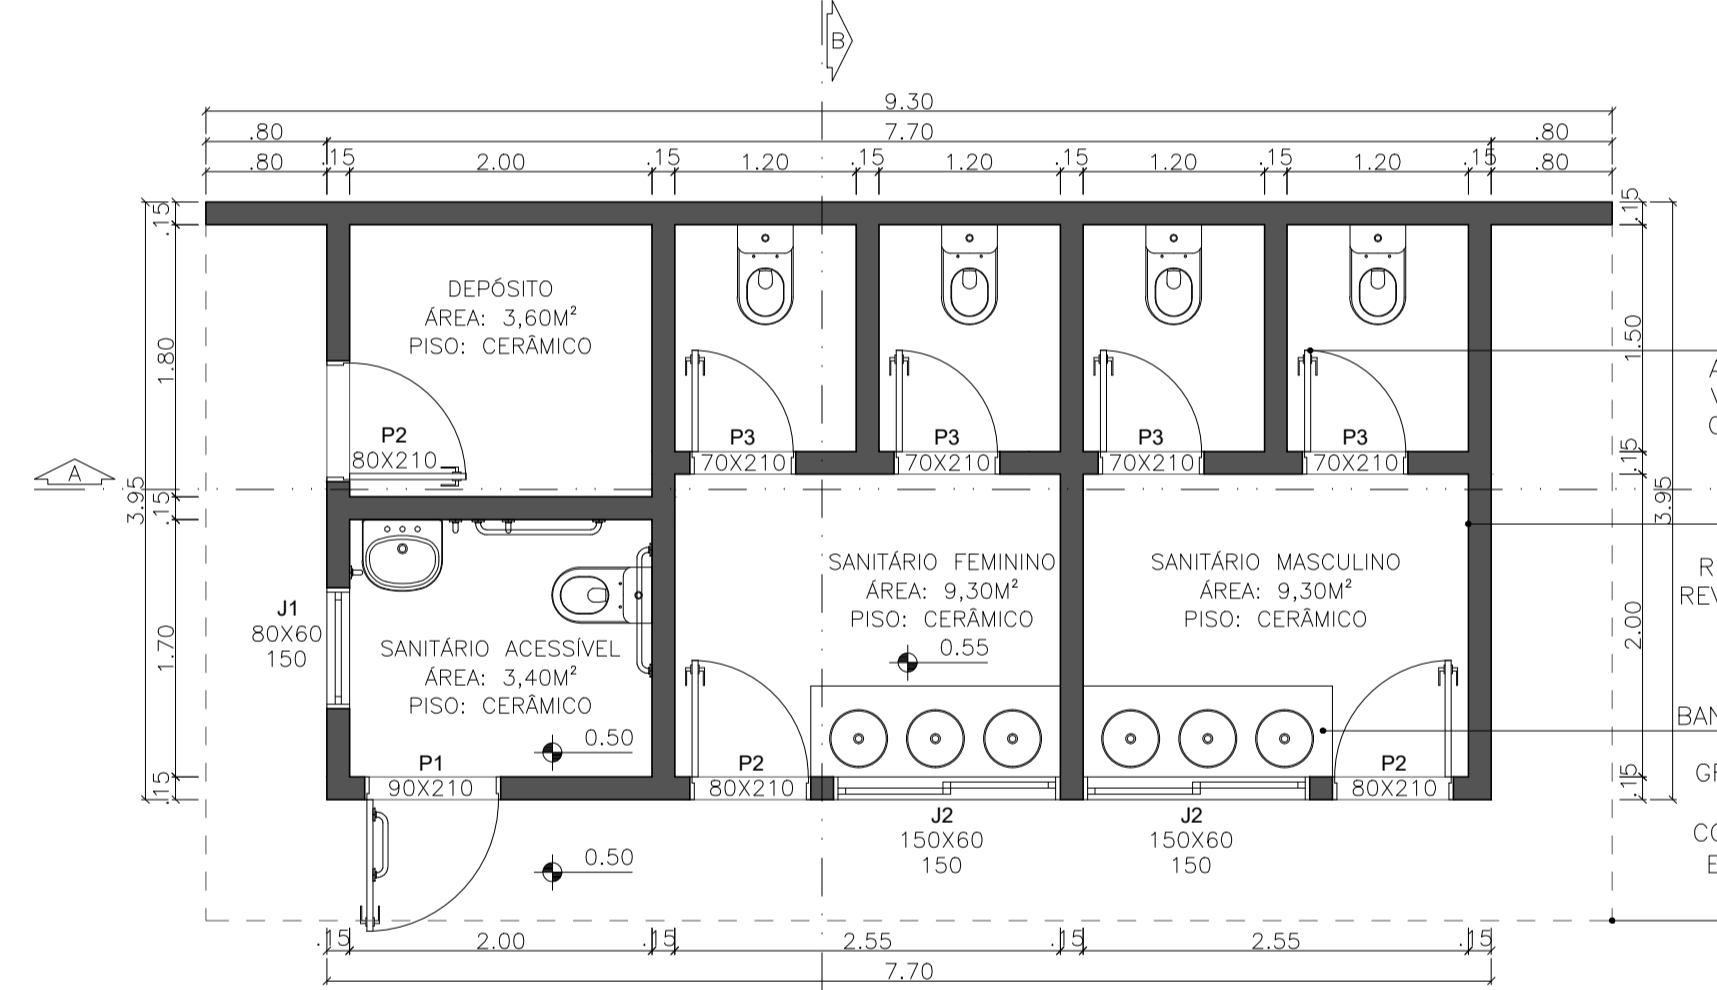 B
9.30
.80 7.70 .80
.80 .15 2.00 .15 1.20 .15 1.20 .15 1.20 .15 1.20 .15 .80
.15 .15
DEPÓSITO
ÁREA: 3,60M²
PISO: CERÂMICO
1.80
1.50
P2
80X210
P3
70X210
P3
70X210
P3
70X210
P3
70X210
.15
A
3.95
.15
3.95
SANITÁRIO FEMININO
ÁREA: 9,30M²
PISO: CERÂMICO
0.55
SANITÁRIO MASCULINO
ÁREA: 9,30M²
PISO: CERÂMICO
J1
80X60
150
1.70
2.00
SANITÁRIO ACESSÍVEL
ÁREA: 3,40M²
PISO: CERÂMICO
0.50
BAN
P1
90X210
P2
80X210
P2
80X210
.15
.15
J2
150X60
150
J2
150X60
150
0.50
REV
.15 2.00 .15 2.55 .15 2.55 .15
7.70